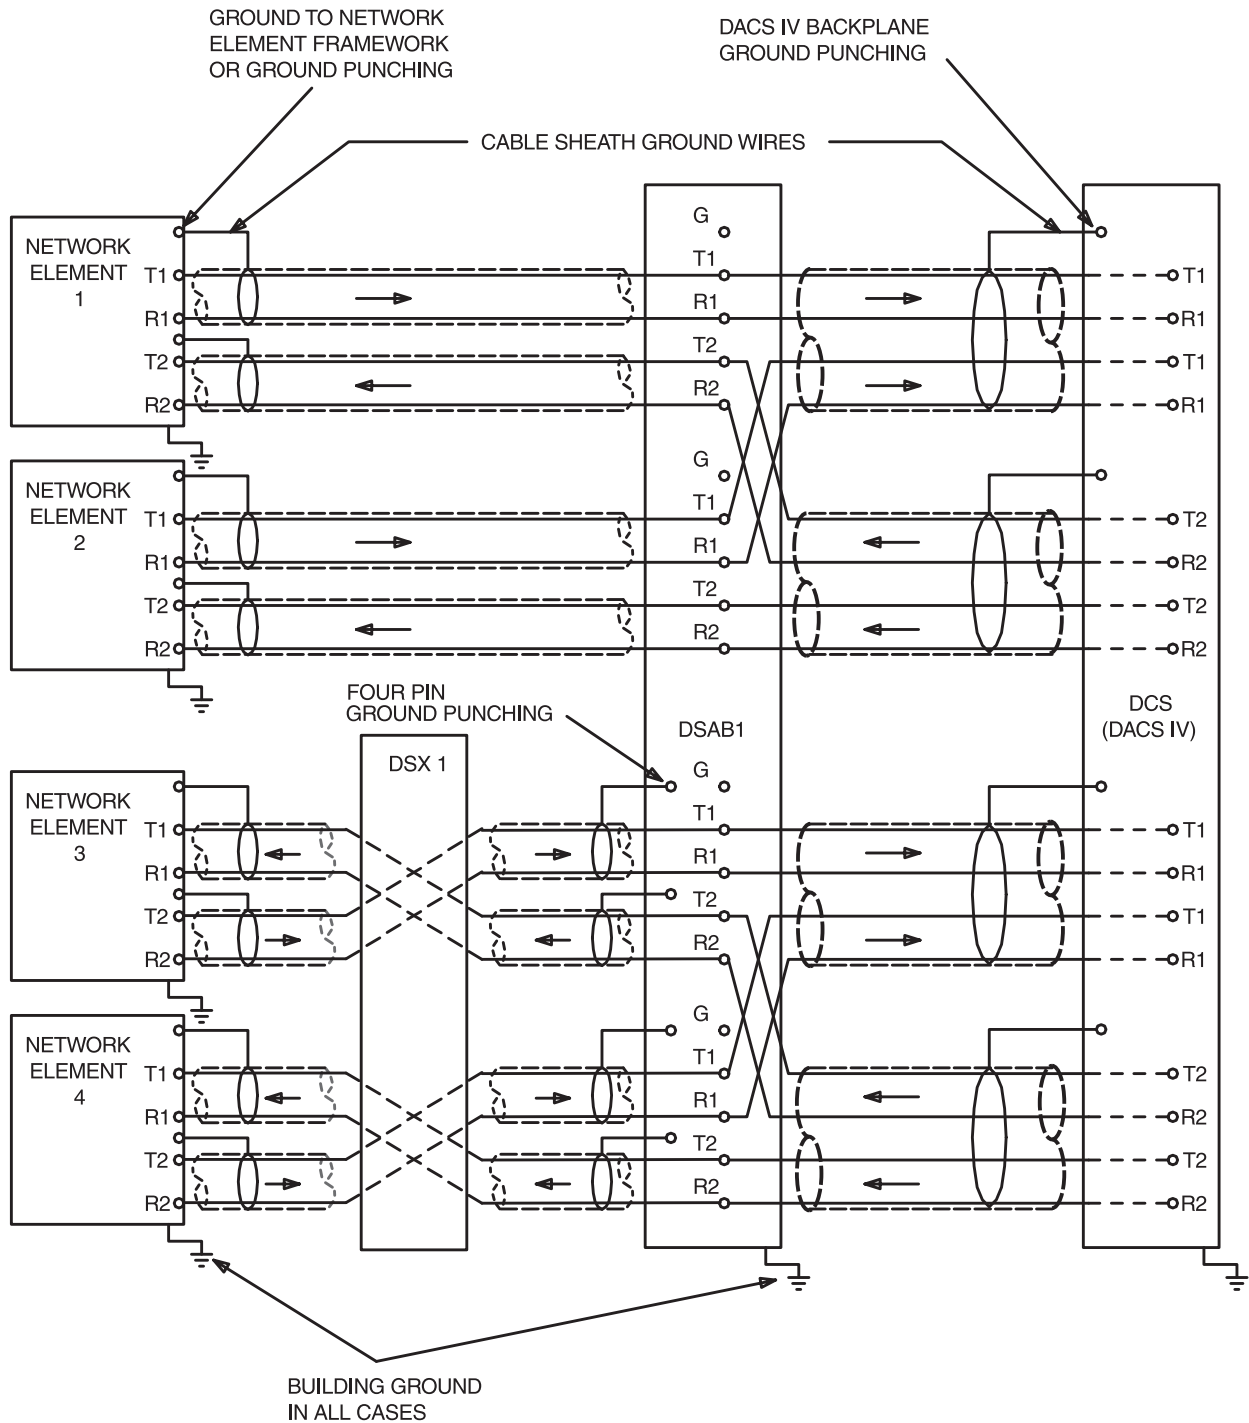 GROUND TO NETWORK
ELEMENT FRAMEWORK
OR GROUND PUNCHING
DACS IV BACKPLANE
GROUND PUNCHING
CABLE SHEATH GROUND WIRES
NETWORK
ELEMENT
1
T1
R1
T2
R2
G
T1
R1
T2
R2
T1
R1
T1
R1
NETWORK
ELEMENT
2
T1
R1
T2
R2
G
T1
R1
T2
R2
T2
R2
T2
R2
FOUR PIN
GROUND PUNCHING
DSX 1
DSAB1
DCS
(DACS IV)
NETWORK
ELEMENT
3
T1
R1
T2
R2
G
T1
R1
T2
R2
T1
R1
T1
R1
NETWORK
ELEMENT
4
T1
R1
T2
R2
G
T1
R1
T2
R2
T2
R2
T2
R2
BUILDING GROUND
IN ALL CASES